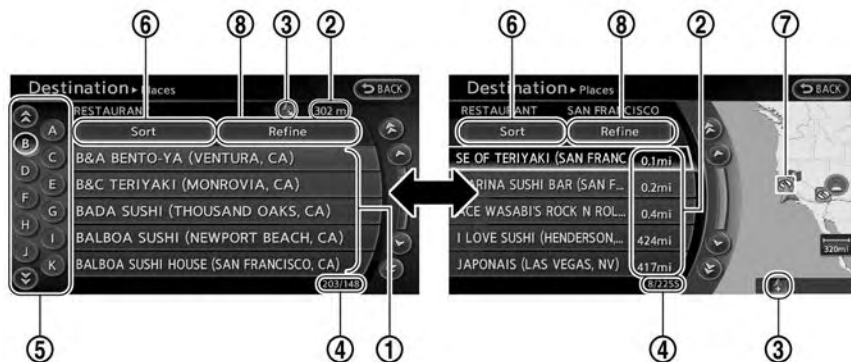 ⑥ ⑧ ③ ②
Destination ▸ Places
BACK
RESTAURAN
302 m
Sort
Refine
A
B
C
D
E
F
G
H
I
J
K
B&A BENTO-YA (VENTURA, CA)
B&C TERIYAKI (MONROVIA, CA)
BADA SUSHI (THOUSAND OAKS, CA)
BALBOA SUSHI (NEWPORT BEACH, CA)
BALBOA SUSHI HOUSE (SAN FRANCISCO, CA)
203/148
⑤ ④ ①
⑥ ⑧ ② ⑦
Destination ▸ Places
BACK
RESTAURANT SAN FRANCISCO
Sort
Refine
SE OF TERIYAKI (SAN FRANC 0.1mi
ARINA SUSHI BAR (SAN F... 0.2mi
ACE WASABI'S ROCK N ROL... 0.4mi
I LOVE SUSHI (HENDERSON,... 424mi
JAPONAIS (LAS VEGAS, NV) 417mi
8/2255
320mi
④ ③